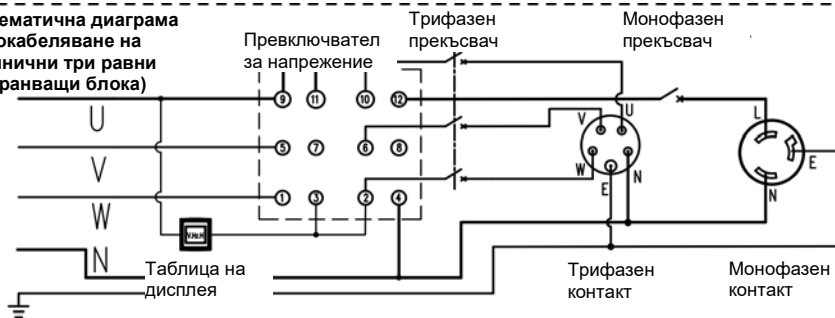 ематична диаграма
окабеляване на
нични три равни
ранващи блока)
Превключвател
за напрежение
Трифазен
прекъсвач
Монофазен
прекъсвач
9 11 10 12
U
V U
L
5 7 6 8
V
W
E
E N
N
1 3 2 4
W
N
Таблица на
дисплея
Трифазен
контакт
Монофазен
контакт